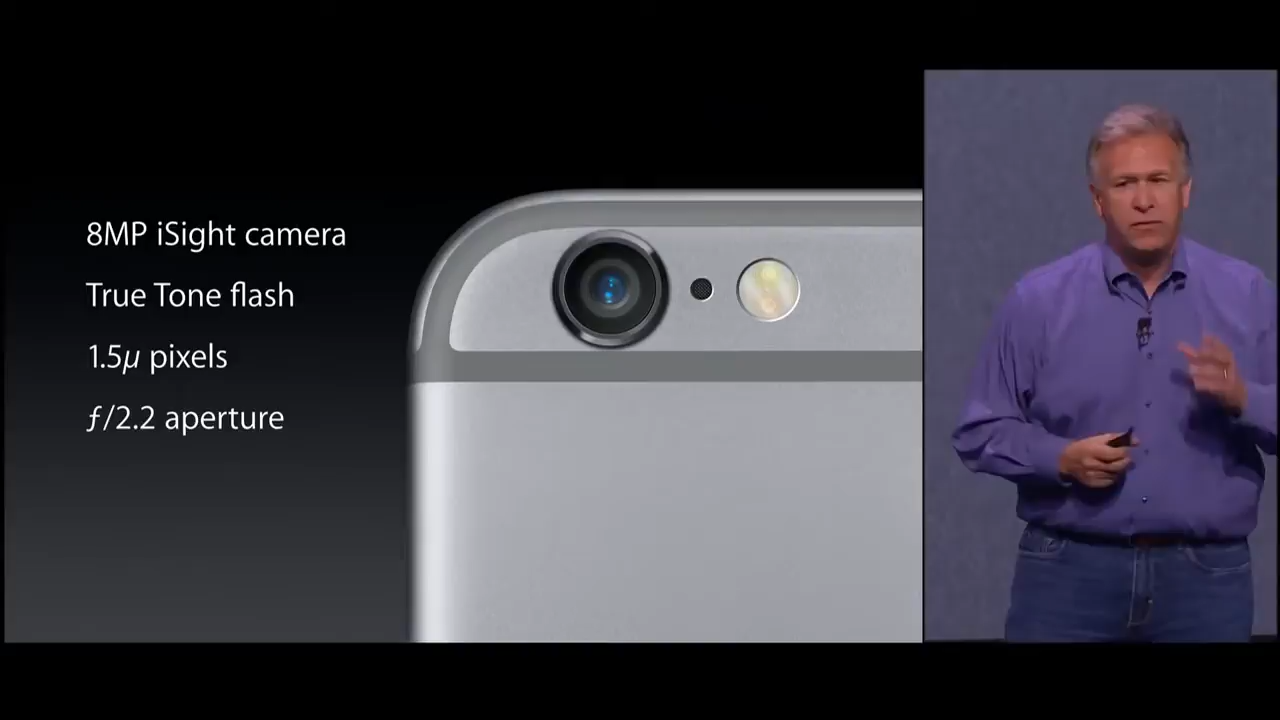 8MP iSight camera
True Tone flash
1.5µ pixels
ƒ/2.2 aperture